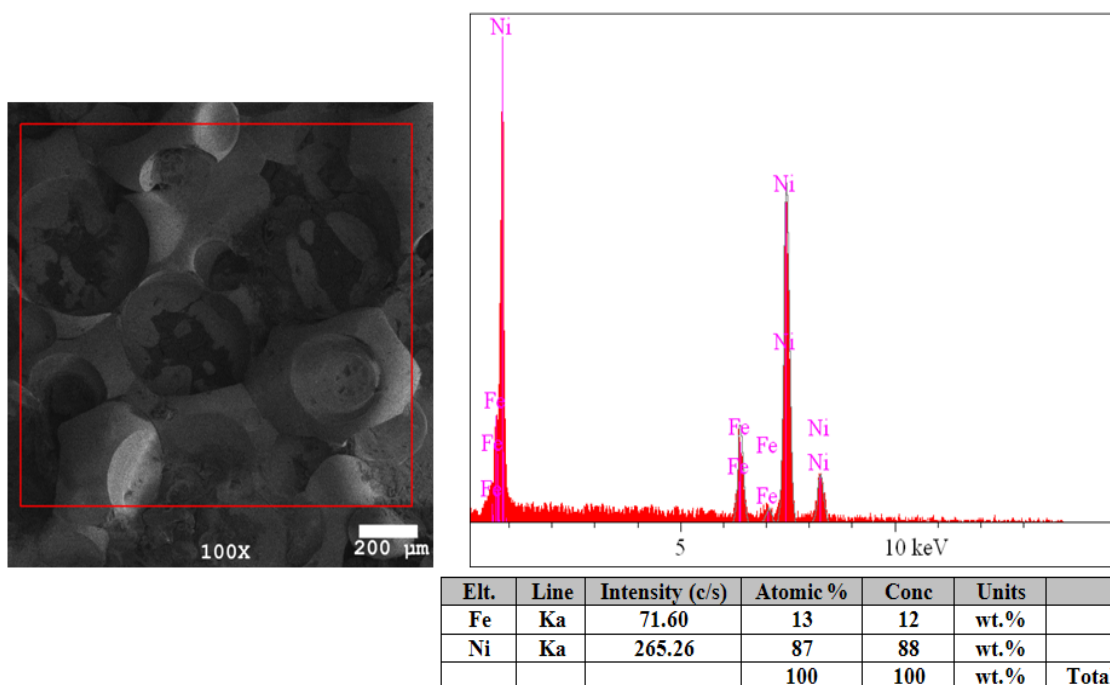 Ni
Ni
Ni
Fe
Fe
Fe
Fe
Fe
Fe
Fe
Ni
Ni
5
10 keV
100X
200 µm
Elt. Line Intensity (c/s) Atomic % Conc Units
Fe Ka 71.60 13 12 wt.%
Ni Ka 265.26 87 88 wt.%
100 100 wt.% Tota